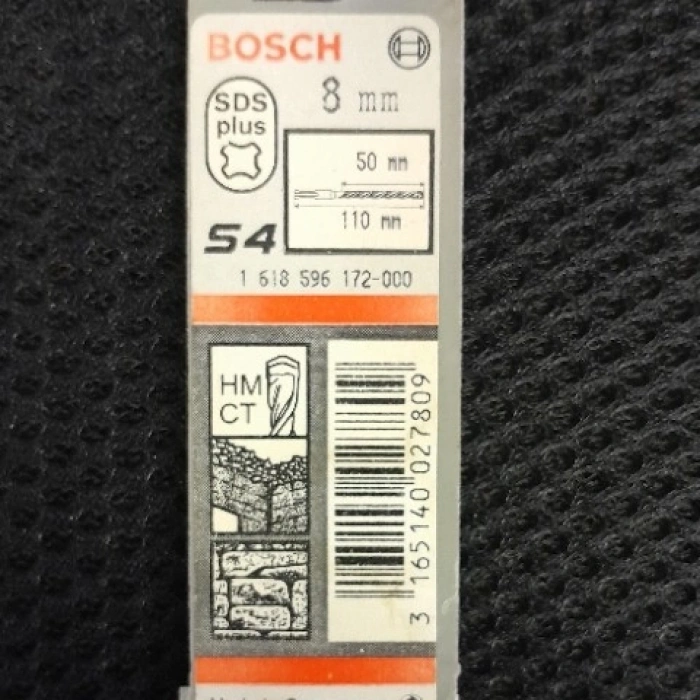 BOSCH
8 mm
SDS
plus
50 mm
110 mm
S4
1 618 596 172-000
HM
CT
3 165140 027809